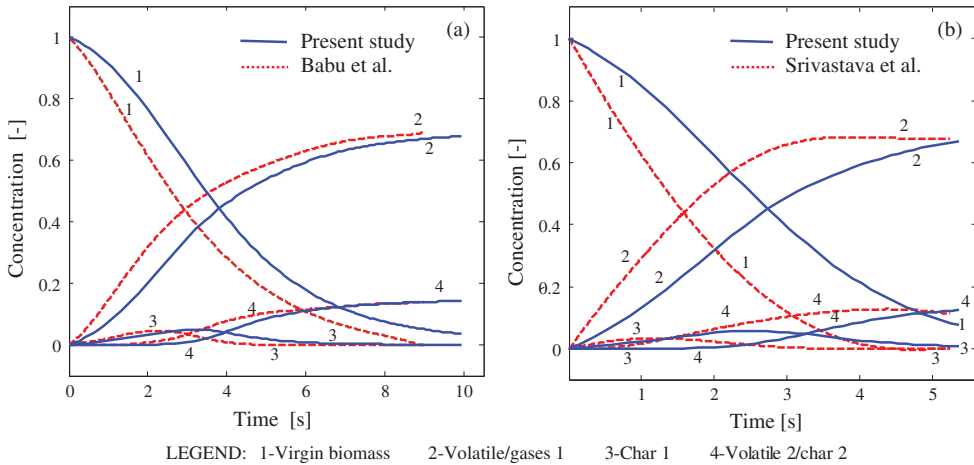 (a)
Present study
Babu et al.
1
0.8
0.6
0.4
0.2
0
Concentration [-]
1
1
2
2
3
4
4
3
0 2 4 6 8 10
Time [s]
(b)
Present study
Srivastava et al.
1
0.8
0.6
0.4
0.2
0
Concentration [-]
1
1
2
2
2
2
1
4
4
4
1
3
3
4
3
1 2 3 4 5
Time [s]
LEGEND: 1-Virgin biomass 2-Volatile/gases 1 3-Char 1 4-Volatile 2/char 2